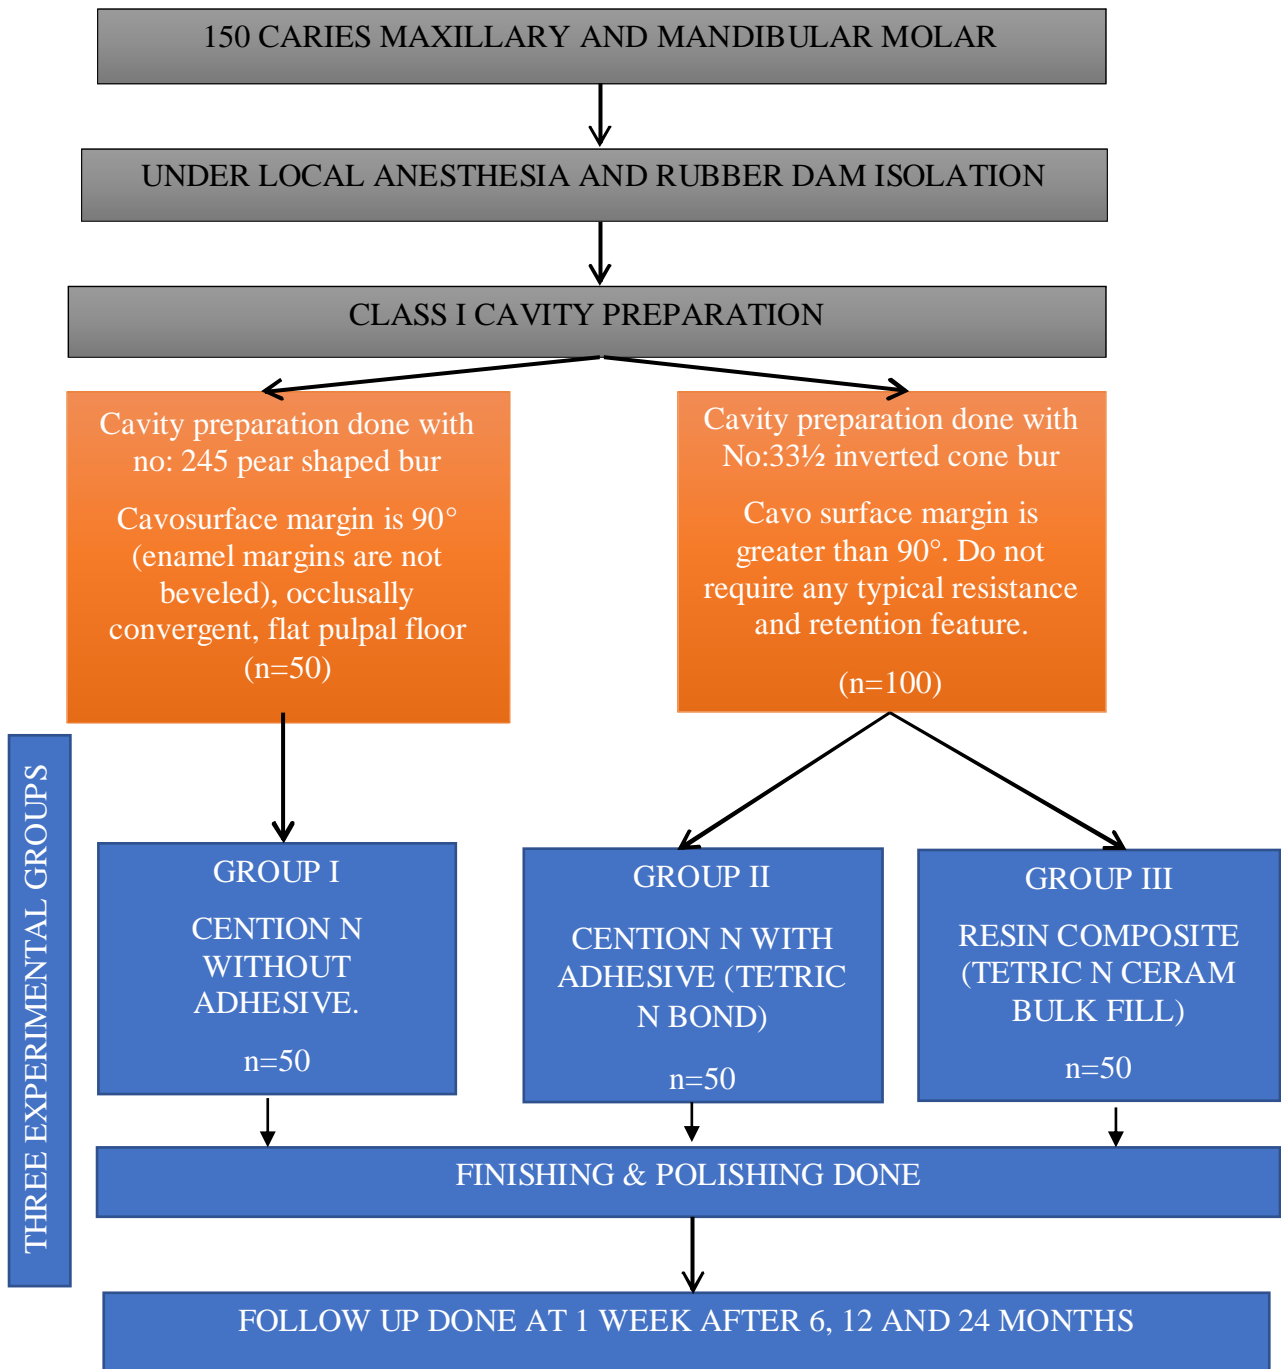 150 CARIES MAXILLARY AND MANDIBULAR MOLAR
UNDER LOCAL ANESTHESIA AND RUBBER DAM ISOLATION
CLASS I CAVITY PREPARATION
Cavity preparation done with
no: 245 pear shaped bur
Cavosurface margin is 90°
(enamel margins are not
beveled), occlusally
convergent, flat pulpal floor
(n=50)
Cavity preparation done with
No:33½ inverted cone bur
Cavo surface margin is
greater than 90°. Do not
require any typical resistance
and retention feature.
(n=100)
THREE EXPERIMENTAL GROUPS
GROUP I
CENTION N
WITHOUT
ADHESIVE.
n=50
GROUP II
CENTION N WITH
ADHESIVE (TETRIC
N BOND)
n=50
GROUP III
RESIN COMPOSITE
(TETRIC N CERAM
BULK FILL)
n=50
FINISHING & POLISHING DONE
FOLLOW UP DONE AT 1 WEEK AFTER 6, 12 AND 24 MONTHS